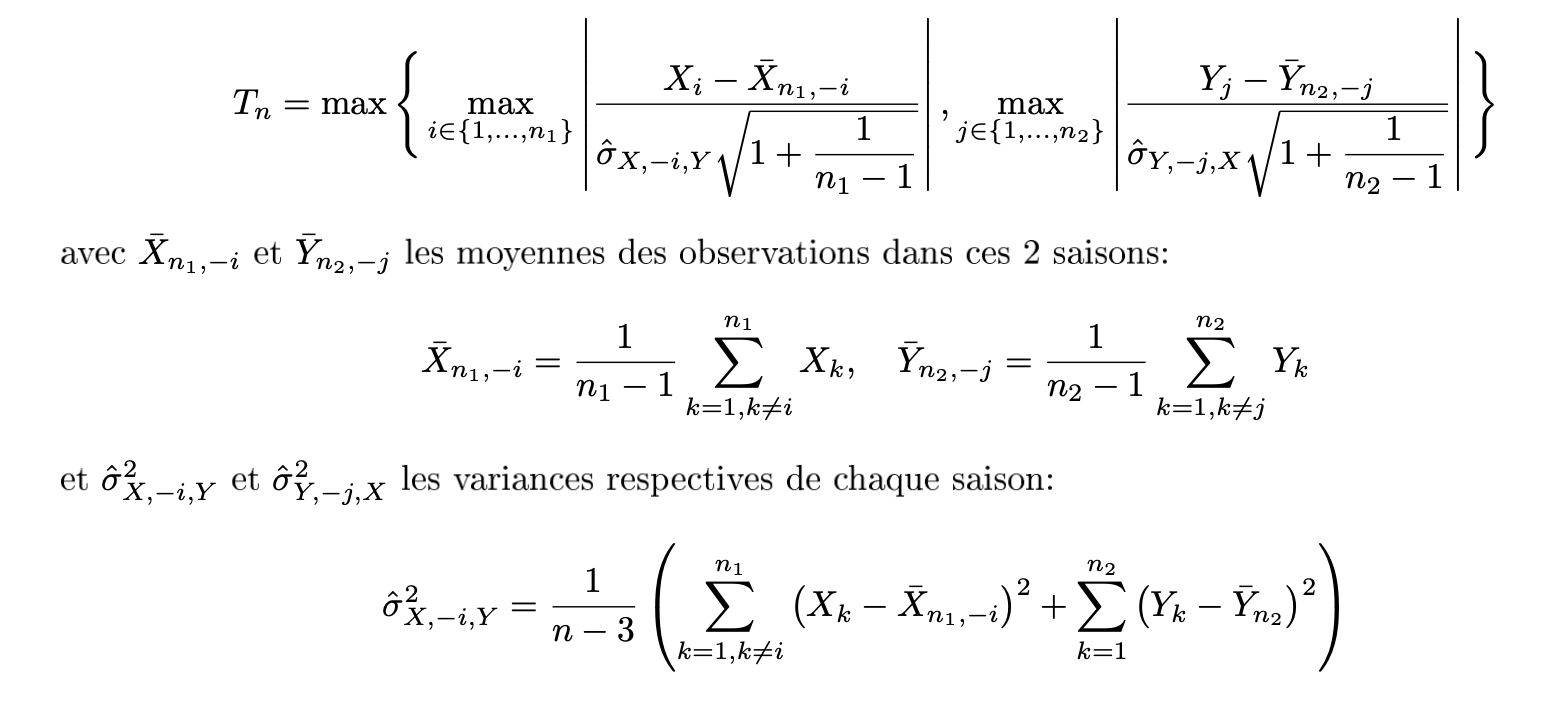 $$T_n = \max \left\{ \max_{i \in \{1,\ldots,n_1\}} \left| \frac{X_i - \bar{X}_{n_1,-i}}{\hat{\sigma}_{X,-i,Y} \sqrt{1 + \dfrac{1}{n_1 - 1}}} \right|, \max_{j \in \{1,\ldots,n_2\}} \left| \frac{Y_j - \bar{Y}_{n_2,-j}}{\hat{\sigma}_{Y,-j,X} \sqrt{1 + \dfrac{1}{n_2 - 1}}} \right| \right\}$$
avec $\bar{X}_{n_1,-i}$ et $\bar{Y}_{n_2,-j}$ les moyennes des observations dans ces 2 saisons:
$$\bar{X}_{n_1,-i} = \frac{1}{n_1 - 1} \sum_{k=1,k \neq i}^{n_1} X_k, \quad \bar{Y}_{n_2,-j} = \frac{1}{n_2 - 1} \sum_{k=1,k \neq j}^{n_2} Y_k$$
et $\hat{\sigma}^2_{X,-i,Y}$ et $\hat{\sigma}^2_{Y,-j,X}$ les variances respectives de chaque saison:
$$\hat{\sigma}^2_{X,-i,Y} = \frac{1}{n - 3} \left( \sum_{k=1,k \neq i}^{n_1} \left( X_k - \bar{X}_{n_1,-i} \right)^2 + \sum_{k=1}^{n_2} \left( Y_k - \bar{Y}_{n_2} \right)^2 \right)$$